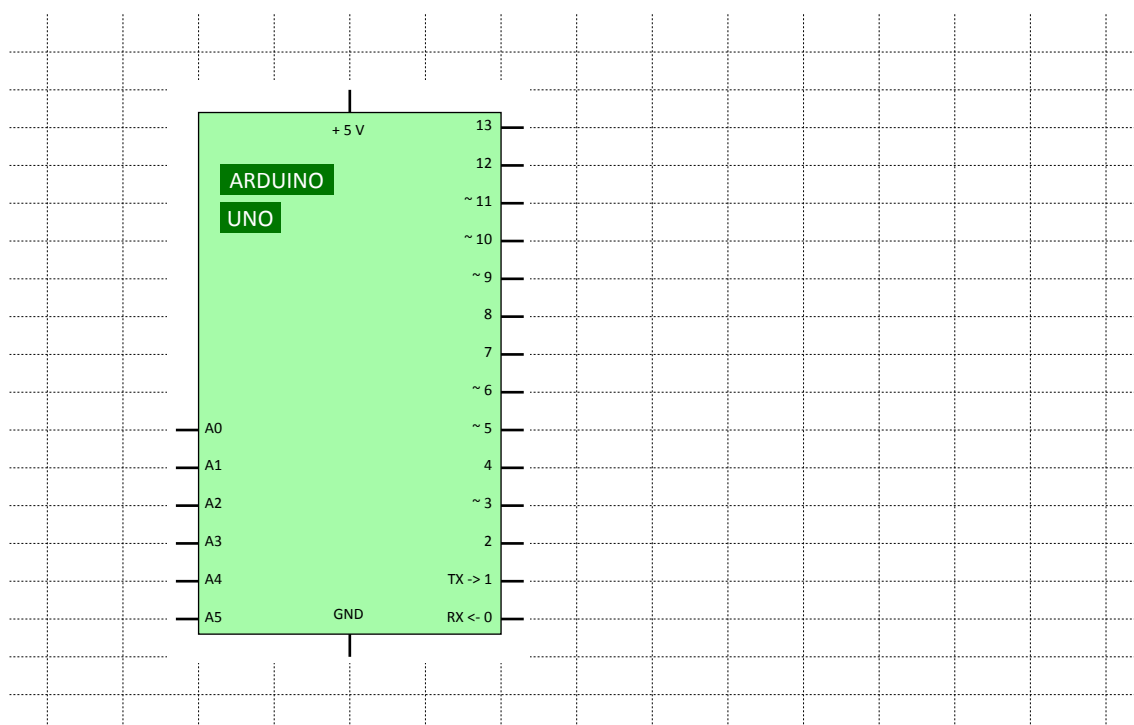 + 5 V
13
12
ARDUINO
~ 11
UNO
~ 10
~ 9
8
7
~ 6
A0
~ 5
A1
4
A2
~ 3
A3
2
A4
TX -> 1
A5
GND
RX <- 0